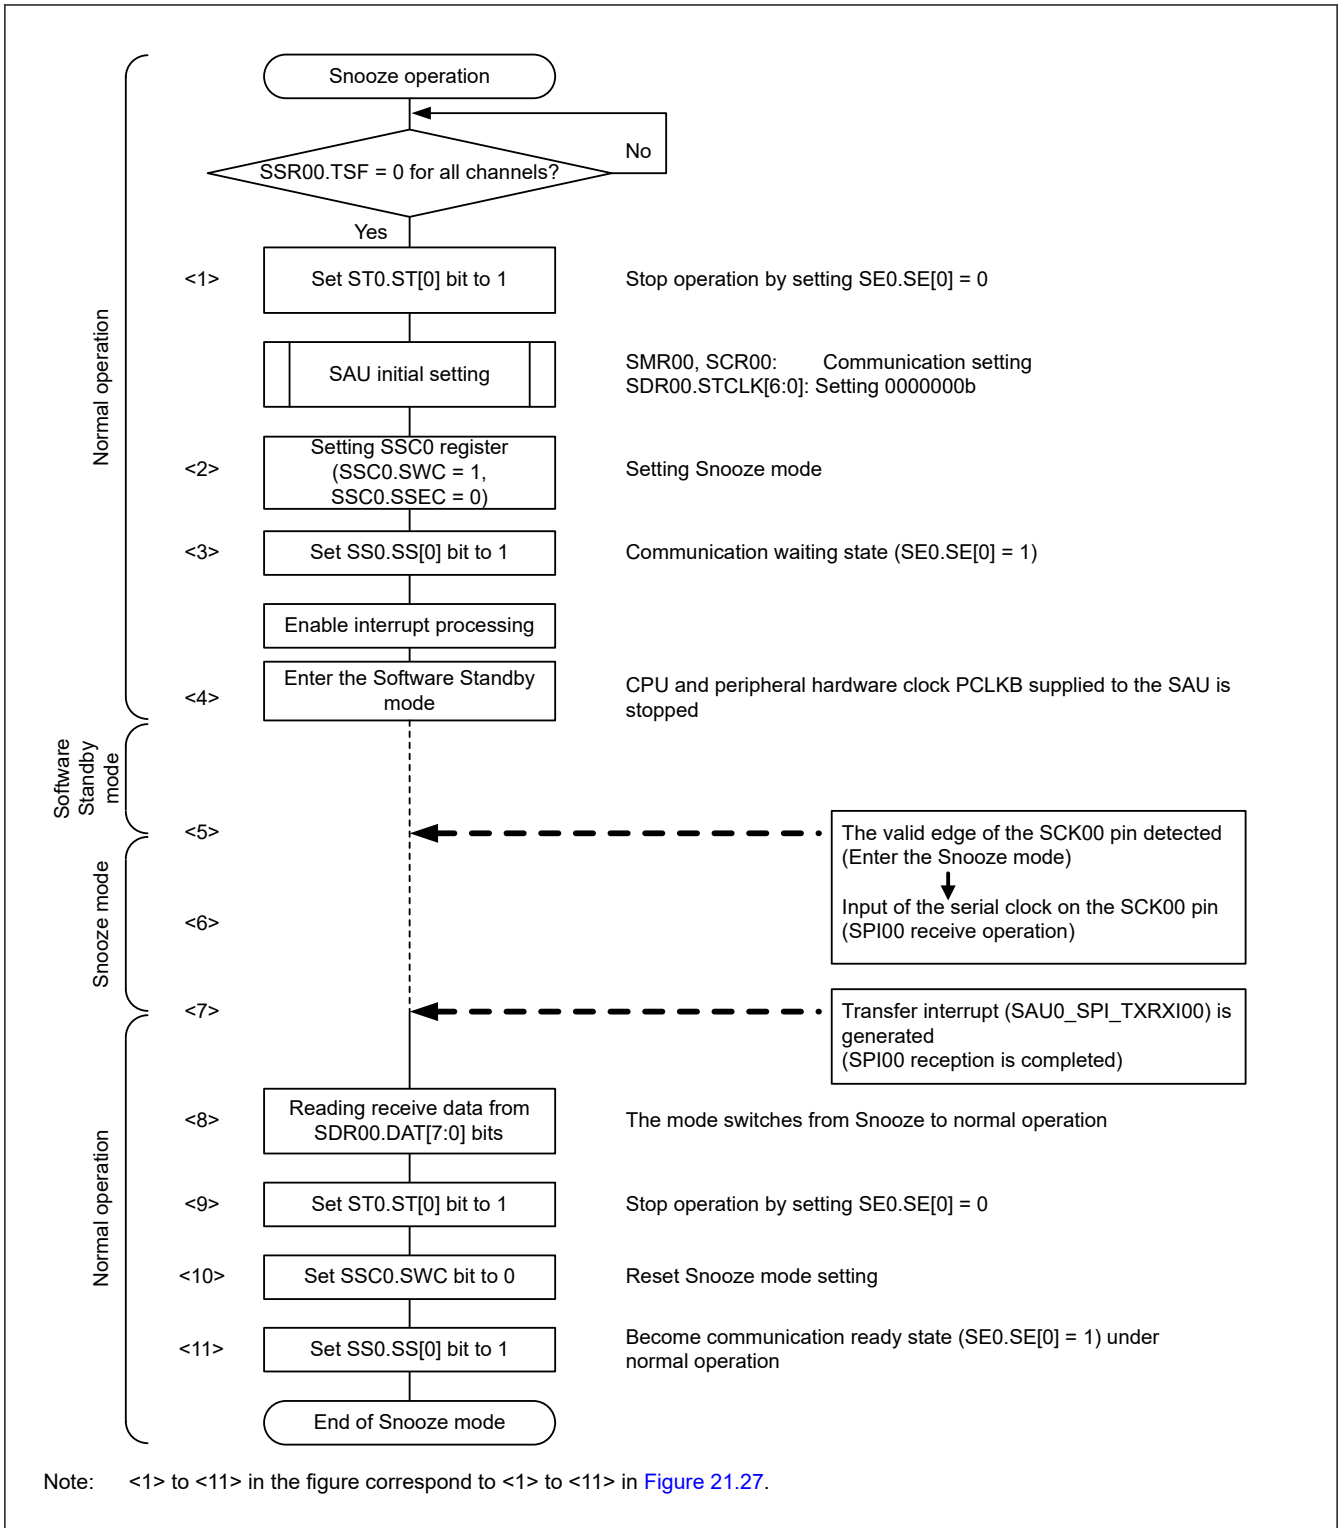 Snooze operation
No
SSR00.TSF = 0 for all channels?
Yes
Normal operation
<1>
Set ST0.ST[0] bit to 1
Stop operation by setting SE0.SE[0] = 0
SAU initial setting
SMR00, SCR00: Communication setting
SDR00.STCLK[6:0]: Setting 0000000b
<2>
Setting SSC0 register
(SSC0.SWC = 1,
SSC0.SSEC = 0)
Setting Snooze mode
<3>
Set SS0.SS[0] bit to 1
Communication waiting state (SE0.SE[0] = 1)
Enable interrupt processing
<4>
Enter the Software Standby
mode
CPU and peripheral hardware clock PCLKB supplied to the SAU is
stopped
Software
Standby
mode
<5>
The valid edge of the SCK00 pin detected
(Enter the Snooze mode)
Snooze mode
<6>
Input of the serial clock on the SCK00 pin
(SPI00 receive operation)
<7>
Transfer interrupt (SAU0_SPI_TXRXI00) is
generated
(SPI00 reception is completed)
Normal operation
<8>
Reading receive data from
SDR00.DAT[7:0] bits
The mode switches from Snooze to normal operation
<9>
Set ST0.ST[0] bit to 1
Stop operation by setting SE0.SE[0] = 0
<10>
Set SSC0.SWC bit to 0
Reset Snooze mode setting
<11>
Set SS0.SS[0] bit to 1
Become communication ready state (SE0.SE[0] = 1) under
normal operation
End of Snooze mode
Note: <1> to <11> in the figure correspond to <1> to <11> in Figure 21.27.